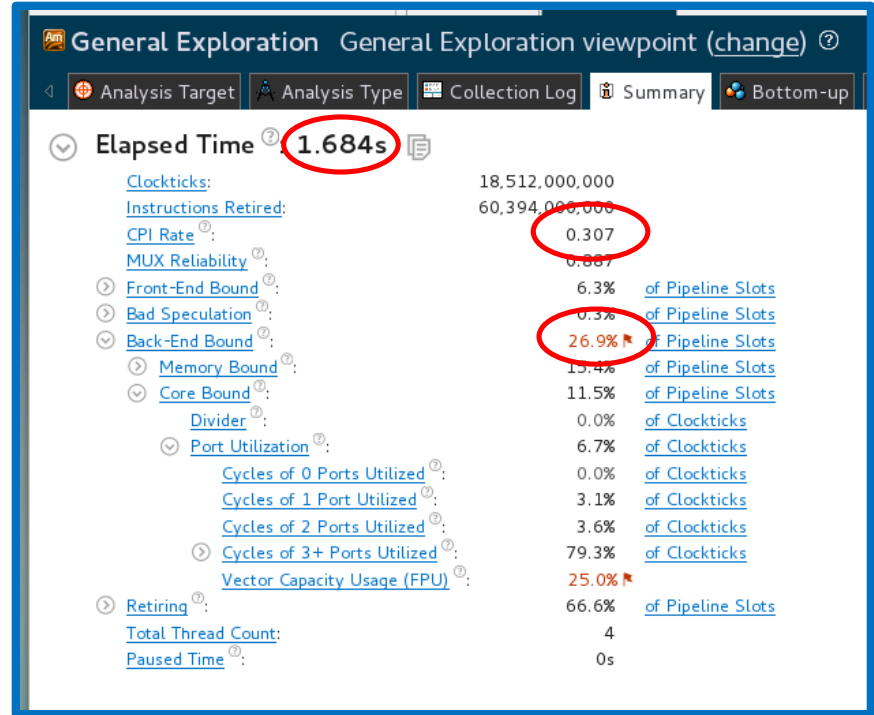 Am General Exploration General Exploration viewpoint (change) ?
Analysis Target Analysis Type Collection Log Summary Bottom-up
Elapsed Time ?: 1.684s
Clockticks: 18,512,000,000
Instructions Retired: 60,394,000,000
CPI Rate ?: 0.307
MUX Reliability ?: 0.887
Front-End Bound ?: 6.3% of Pipeline Slots
Bad Speculation ?: 0.3% of Pipeline Slots
Back-End Bound ?: 26.9% of Pipeline Slots
Memory Bound ?: 15.4% of Pipeline Slots
Core Bound ?: 11.5% of Pipeline Slots
Divider ?: 0.0% of Clockticks
Port Utilization ?: 6.7% of Clockticks
Cycles of 0 Ports Utilized ?: 0.0% of Clockticks
Cycles of 1 Port Utilized ?: 3.1% of Clockticks
Cycles of 2 Ports Utilized ?: 3.6% of Clockticks
Cycles of 3+ Ports Utilized ?: 79.3% of Clockticks
Vector Capacity Usage (FPU) ?: 25.0%
Retiring ?: 66.6% of Pipeline Slots
Total Thread Count: 4
Paused Time ?: 0s